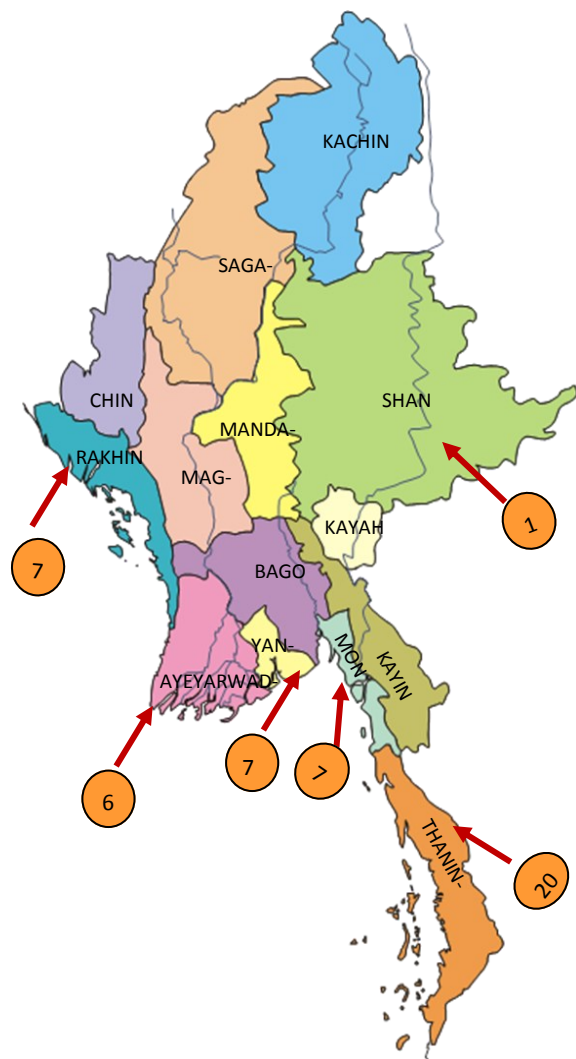 KACHIN
SAGA-
CHIN
SHAN
MANDA-
RAKHIN
MAG-
KAYAH
1
7
BAGO
YAN-
MON
KAYIN
AYEYARWAD-
7
7
6
THANIN-
20